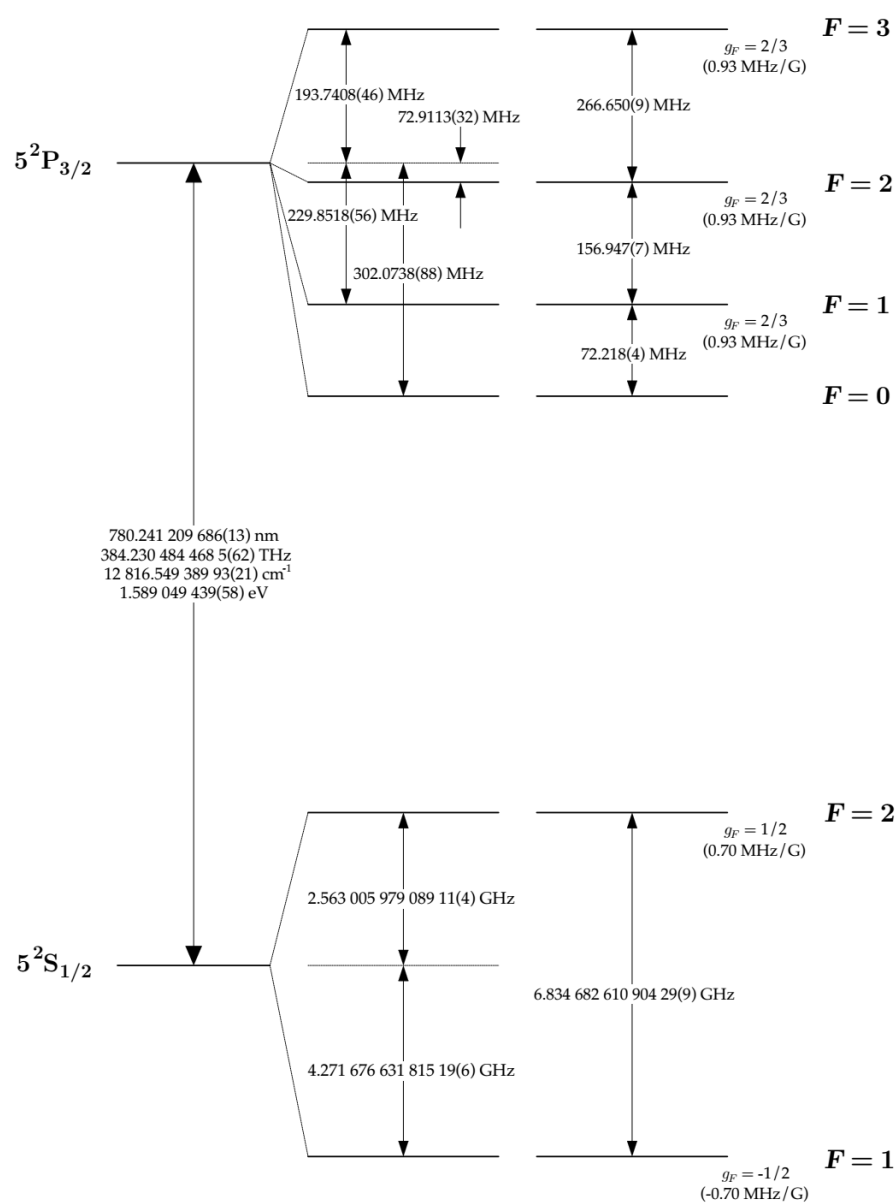 F = 3
g_F = 2/3
(0.93 MHz/G)
193.7408(46) MHz
266.650(9) MHz
72.9113(32) MHz
5²P₃/₂
F = 2
g_F = 2/3
(0.93 MHz/G)
229.8518(56) MHz
156.947(7) MHz
302.0738(88) MHz
F = 1
g_F = 2/3
(0.93 MHz/G)
72.218(4) MHz
F = 0
780.241 209 686(13) nm
384.230 484 468 5(62) THz
12 816.549 389 93(21) cm⁻¹
1.589 049 439(58) eV
F = 2
g_F = 1/2
(0.70 MHz/G)
2.563 005 979 089 11(4) GHz
5²S₁/₂
6.834 682 610 904 29(9) GHz
4.271 676 631 815 19(6) GHz
F = 1
g_F = -1/2
(-0.70 MHz/G)